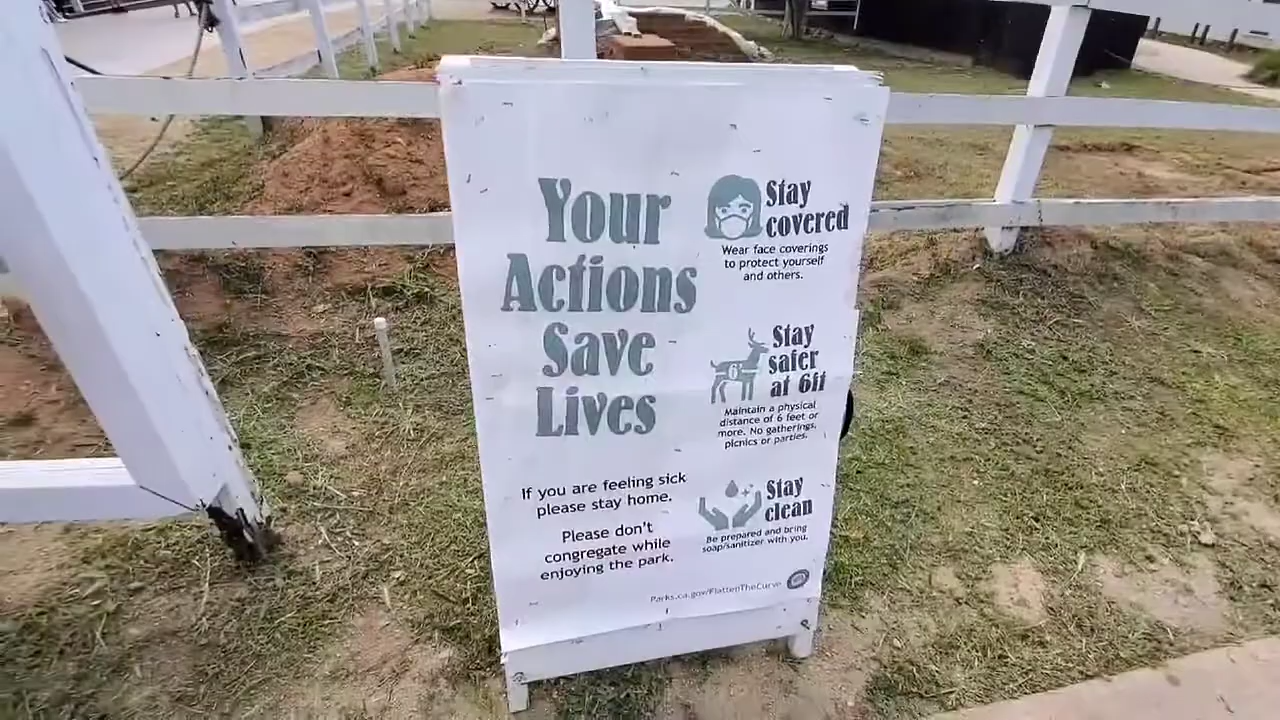 Your
Actions
Save
Lives
If you are feeling sick
please stay home.
Please don't
congregate while
enjoying the park.
Stay
covered
Wear face coverings
to protect yourself
and others.
6'
Stay
safer
at 6ft
Maintain a physical
distance of 6 feet or
more. No gatherings,
picnics or parties.
Stay
clean
Be prepared and bring
soap/sanitizer with you.
Parks.ca.gov/FlattenTheCurve